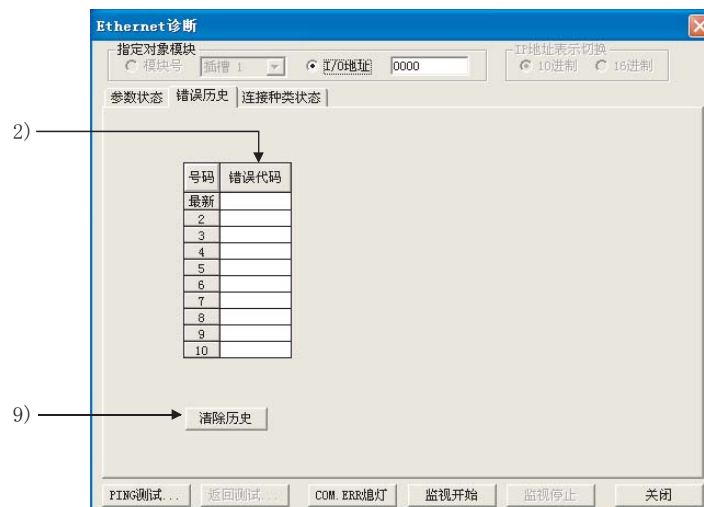 Ethernet诊断
指定对象模块
模块号 插槽 1 I/O地址 0000
IP地址表示切换
10进制 16进制
参数状态 错误历史 连接种类状态
2)
号码 错误代码
最新
2
3
4
5
6
7
8
9
10
9)
清除历史
PING测试... 返回测试... COM.ERR熄灯 监视开始 监视停止 关闭